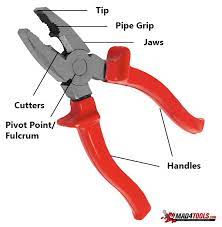 Tip
Pipe Grip
Jaws
Cutters
Pivot Point/
Fulcrum
Handles
MAD4TOOLS.COM